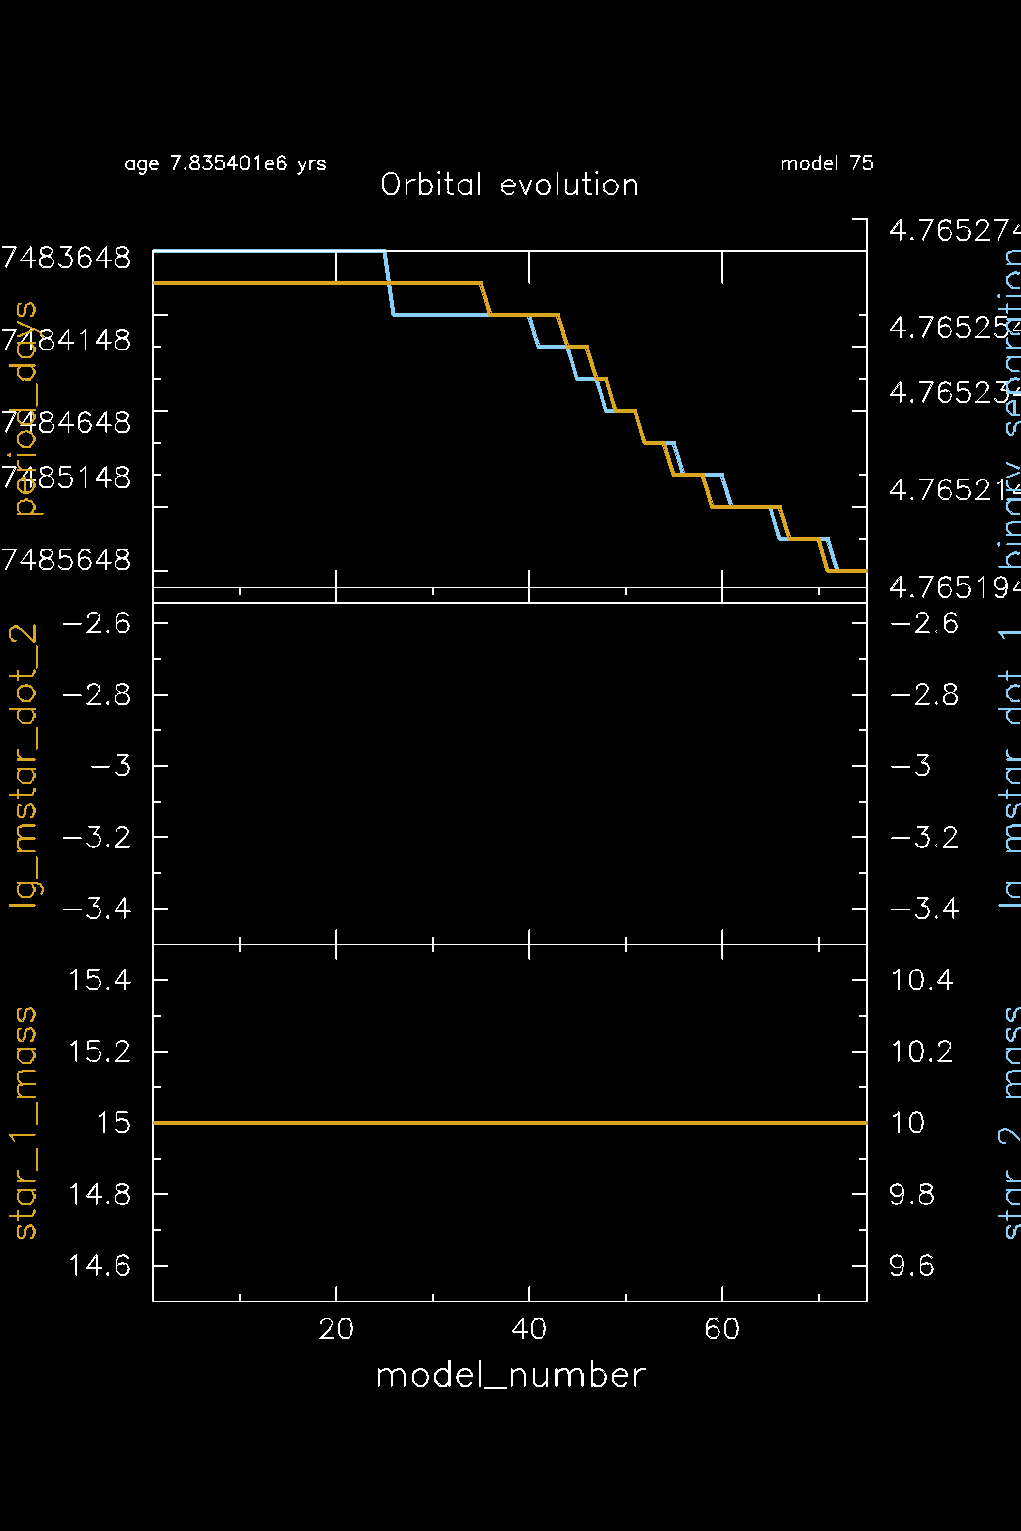 age 7.835401e6 yrs
model 75
Orbital evolution
period_days
7483648
7484148
7484648
7485148
7485648
4.765274
4.765254
4.765234
4.765214
4.765194
binary_separation
lg_mstar_dot_2
−2.6
−2.8
−3
−3.2
−3.4
−2.6
−2.8
−3
−3.2
−3.4
lg_mstar_dot_1
star_1_mass
15.4
15.2
15
14.8
14.6
10.4
10.2
10
9.8
9.6
star_2_mass
20 40 60
model_number